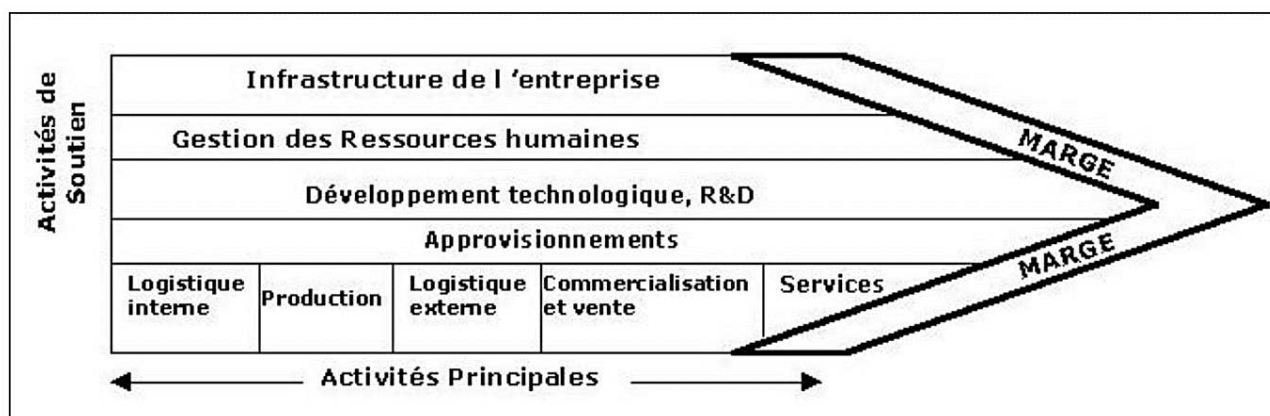 Activités de
Soutien
Infrastructure de l 'entreprise
Gestion des Ressources humaines
Développement technologique, R&D
Approvisionnements
Logistique
interne
Production
Logistique
externe
Commercialisation
et vente
Services
MARGE
MARGE
Activités Principales